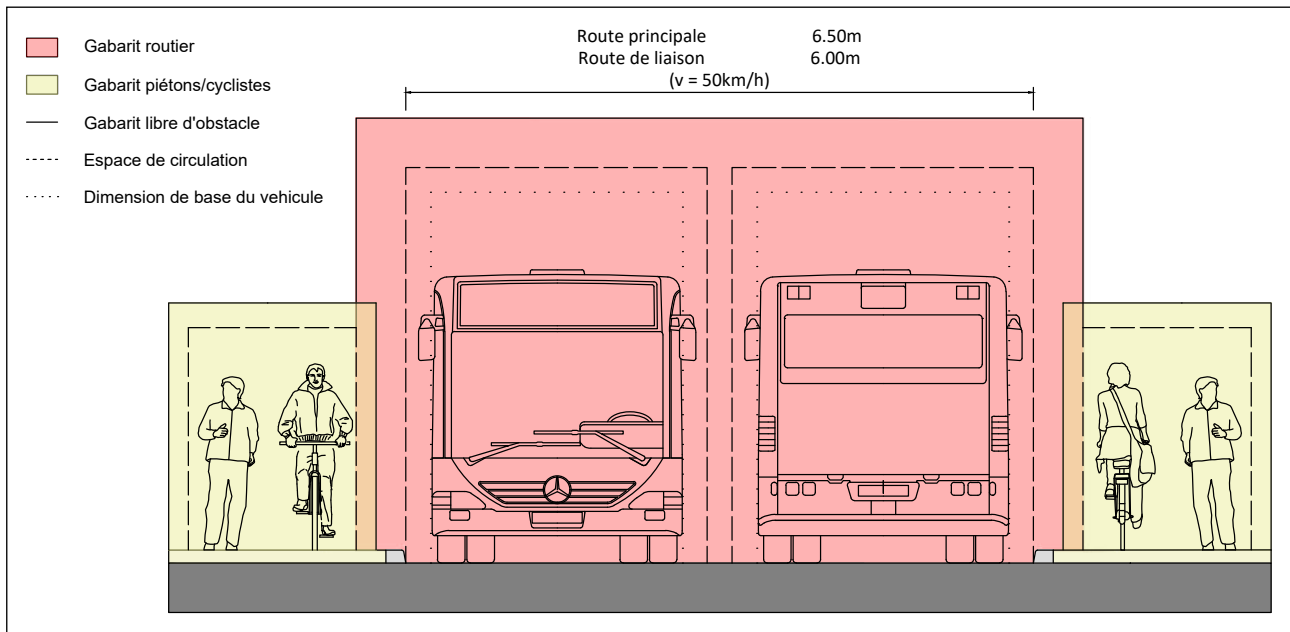 Route principale 6.50m
Route de liaison 6.00m
(v = 50km/h)
Gabarit routier
Gabarit piétons/cyclistes
Gabarit libre d'obstacle
Espace de circulation
Dimension de base du vehicule